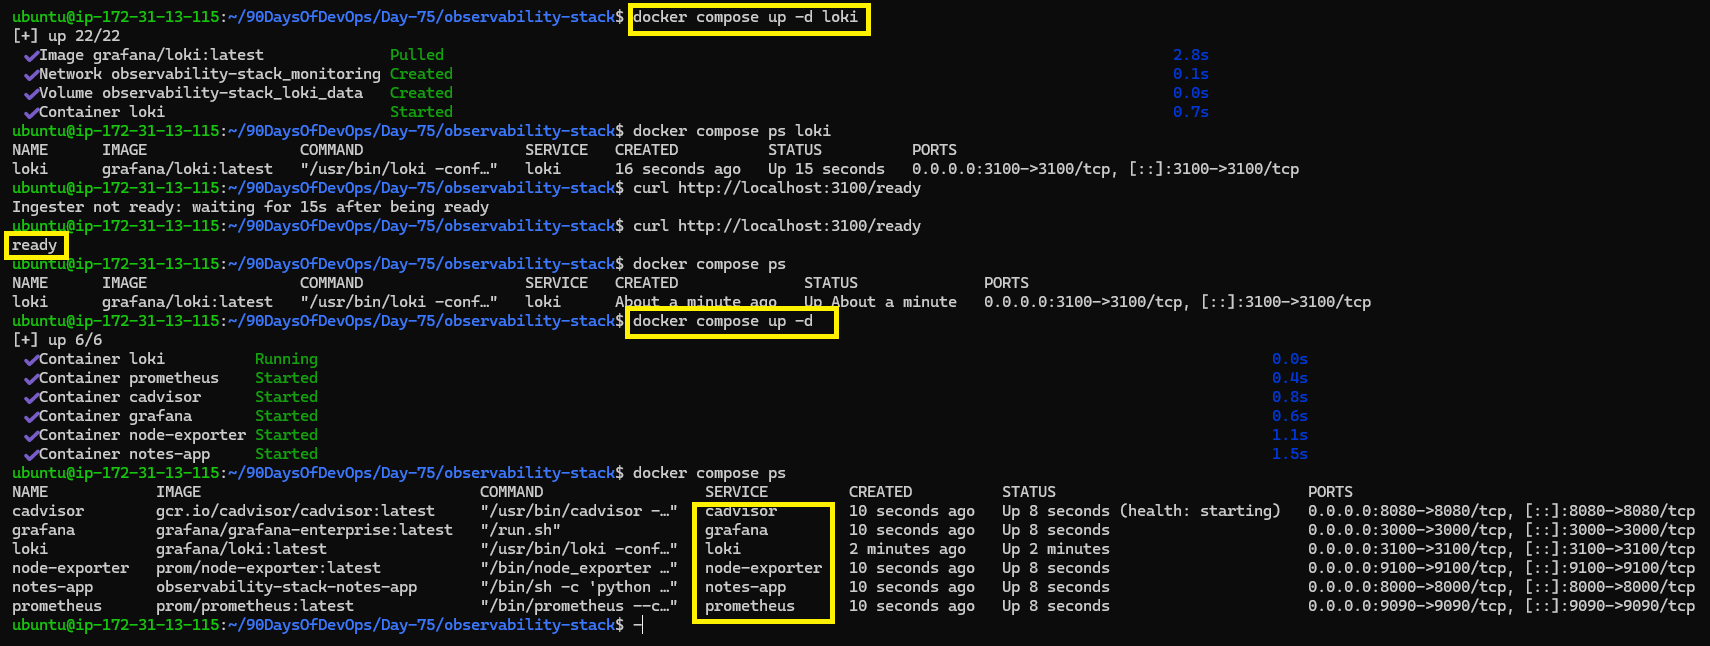 ubuntu@ip-172-31-13-115:~/90DaysOfDevOps/Day-75/observability-stack$ docker compose up -d loki
[+] up 22/22
✔Image grafana/loki:latest Pulled 2.8s
✔Network observability-stack_monitoring Created 0.1s
✔Volume observability-stack_loki_data Created 0.0s
✔Container loki Started 0.7s
ubuntu@ip-172-31-13-115:~/90DaysOfDevOps/Day-75/observability-stack$ docker compose ps loki
NAME IMAGE COMMAND SERVICE CREATED STATUS PORTS
loki grafana/loki:latest "/usr/bin/loki -conf…" loki 16 seconds ago Up 15 seconds 0.0.0.0:3100->3100/tcp, [::]:3100->3100/tcp
ubuntu@ip-172-31-13-115:~/90DaysOfDevOps/Day-75/observability-stack$ curl http://localhost:3100/ready
Ingester not ready: waiting for 15s after being ready
ubuntu@ip-172-31-13-115:~/90DaysOfDevOps/Day-75/observability-stack$ curl http://localhost:3100/ready
ready
ubuntu@ip-172-31-13-115:~/90DaysOfDevOps/Day-75/observability-stack$ docker compose ps
NAME IMAGE COMMAND SERVICE CREATED STATUS PORTS
loki grafana/loki:latest "/usr/bin/loki -conf…" loki About a minute ago Up About a minute 0.0.0.0:3100->3100/tcp, [::]:3100->3100/tcp
ubuntu@ip-172-31-13-115:~/90DaysOfDevOps/Day-75/observability-stack$ docker compose up -d
[+] up 6/6
✔Container loki Running 0.0s
✔Container prometheus Started 0.4s
✔Container cadvisor Started 0.8s
✔Container grafana Started 0.6s
✔Container node-exporter Started 1.1s
✔Container notes-app Started 1.5s
ubuntu@ip-172-31-13-115:~/90DaysOfDevOps/Day-75/observability-stack$ docker compose ps
NAME IMAGE COMMAND SERVICE CREATED STATUS PORTS
cadvisor gcr.io/cadvisor/cadvisor:latest "/usr/bin/cadvisor -…" cadvisor 10 seconds ago Up 8 seconds (health: starting) 0.0.0.0:8080->8080/tcp, [::]:8080->8080/tcp
grafana grafana/grafana-enterprise:latest "/run.sh" grafana 10 seconds ago Up 8 seconds 0.0.0.0:3000->3000/tcp, [::]:3000->3000/tcp
loki grafana/loki:latest "/usr/bin/loki -conf…" loki 2 minutes ago Up 2 minutes 0.0.0.0:3100->3100/tcp, [::]:3100->3100/tcp
node-exporter prom/node-exporter:latest "/bin/node_exporter …" node-exporter 10 seconds ago Up 8 seconds 0.0.0.0:9100->9100/tcp, [::]:9100->9100/tcp
notes-app observability-stack-notes-app "/bin/sh -c 'python …" notes-app 10 seconds ago Up 8 seconds 0.0.0.0:8000->8000/tcp, [::]:8000->8000/tcp
prometheus prom/prometheus:latest "/bin/prometheus --c…" prometheus 10 seconds ago Up 8 seconds 0.0.0.0:9090->9090/tcp, [::]:9090->9090/tcp
ubuntu@ip-172-31-13-115:~/90DaysOfDevOps/Day-75/observability-stack$ -